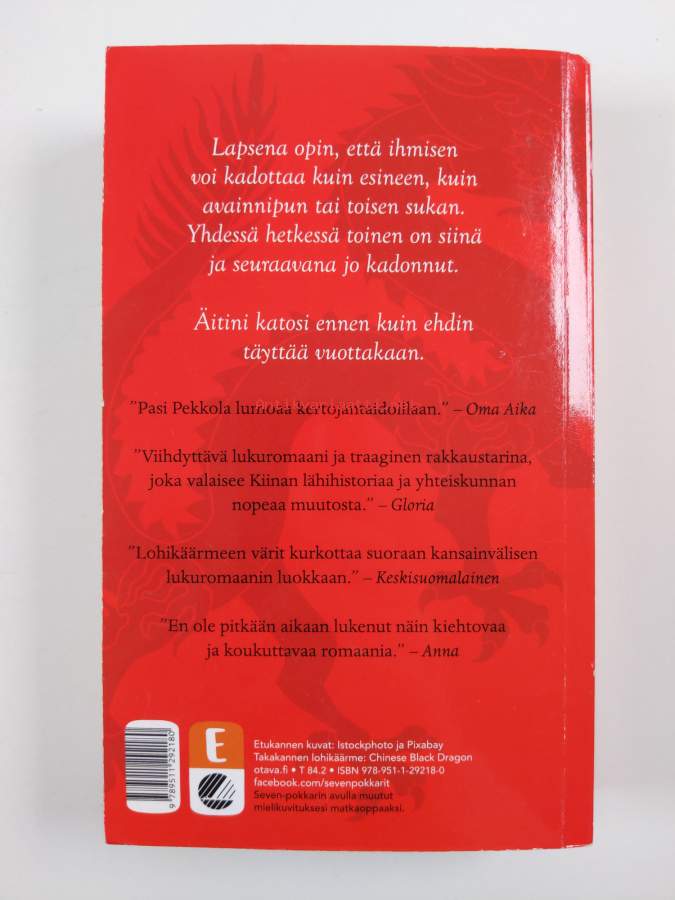 Lapsena opin, että ihmisen
voi kadottaa kuin esineen, kuin
avainnipun tai toisen sukan.
Yhdessä hetkessä toinen on siinä
ja seuraavana jo kadonnut.
Äitini katosi ennen kuin ehdin
täyttää vuottakaan.
”Pasi Pekkola lumoaa kertojantaidoillaan.” – Oma Aika
”Viihdyttävä lukuromaani ja traaginen rakkaustarina,
joka valaisee Kiinan lähihistoriaa ja yhteiskunnan
nopeaa muutosta.” – Gloria
”Lohikäärmeen värit kurkottaa suoraan kansainvälisen
lukuromaanin luokkaan.” – Keskisuomalainen
”En ole pitkään aikaan lukenut näin kiehtovaa
ja koukuttavaa romaania.” – Anna
9 789511 292180
E
Etukannen kuvat: Istockphoto ja Pixabay
Takakannen lohikäärme: Chinese Black Dragon
otava.fi • T 84.2 • ISBN 978-951-1-29218-0
facebook.com/sevenpokkarit
Seven-pokkarin avulla muutut
mielikuvituksesi matkaoppaaksi.